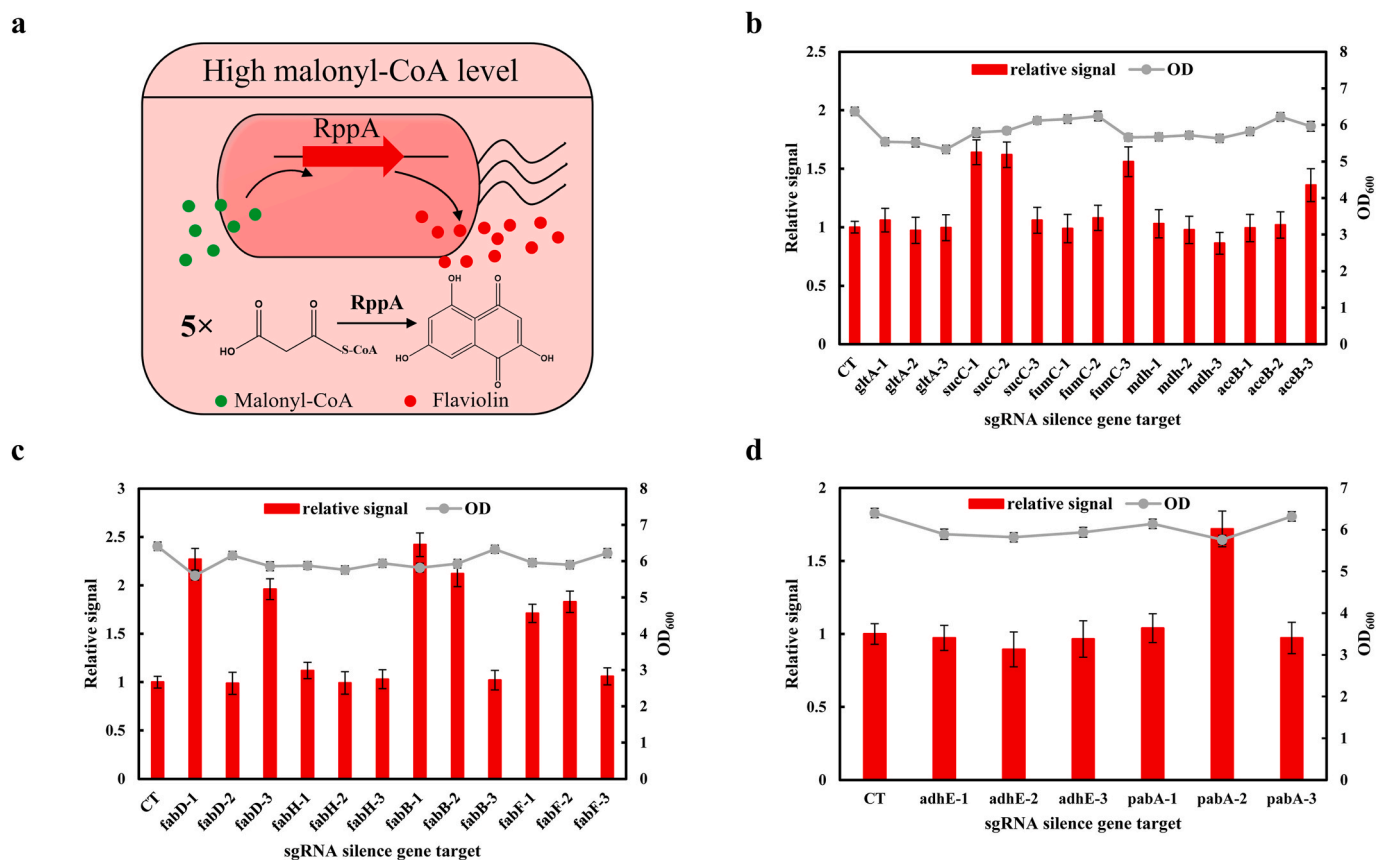 a
High malonyl-CoA level
RppA
5×
O
O
HO
S-CoA
RppA
OH
O
HO
OH
O
Malonyl-CoA
Flaviolin
b
relative signal
OD
Relative signal
2.5
2
1.5
1
0.5
0
8
7
6
5
4
3
2
1
0
OD600
CT
gltA-1
gltA-2
gltA-3
sucC-1
sucC-2
sucC-3
fumC-1
fumC-2
fumC-3
mdh-1
mdh-2
mdh-3
aceB-1
aceB-2
aceB-3
sgRNA silence gene target
c
relative signal
OD
Relative signal
3
2.5
2
1.5
1
0.5
0
8
7
6
5
4
3
2
1
0
OD600
CT
fabD-1
fabD-2
fabD-3
fabH-1
fabH-2
fabH-3
fabB-1
fabB-2
fabB-3
fabF-1
fabF-2
fabF-3
sgRNA silence gene target
d
relative signal
OD
Relative signal
2
1.5
1
0.5
0
7
6
5
4
3
2
1
0
OD600
CT
adhE-1
adhE-2
adhE-3
pabA-1
pabA-2
pabA-3
sgRNA silence gene target